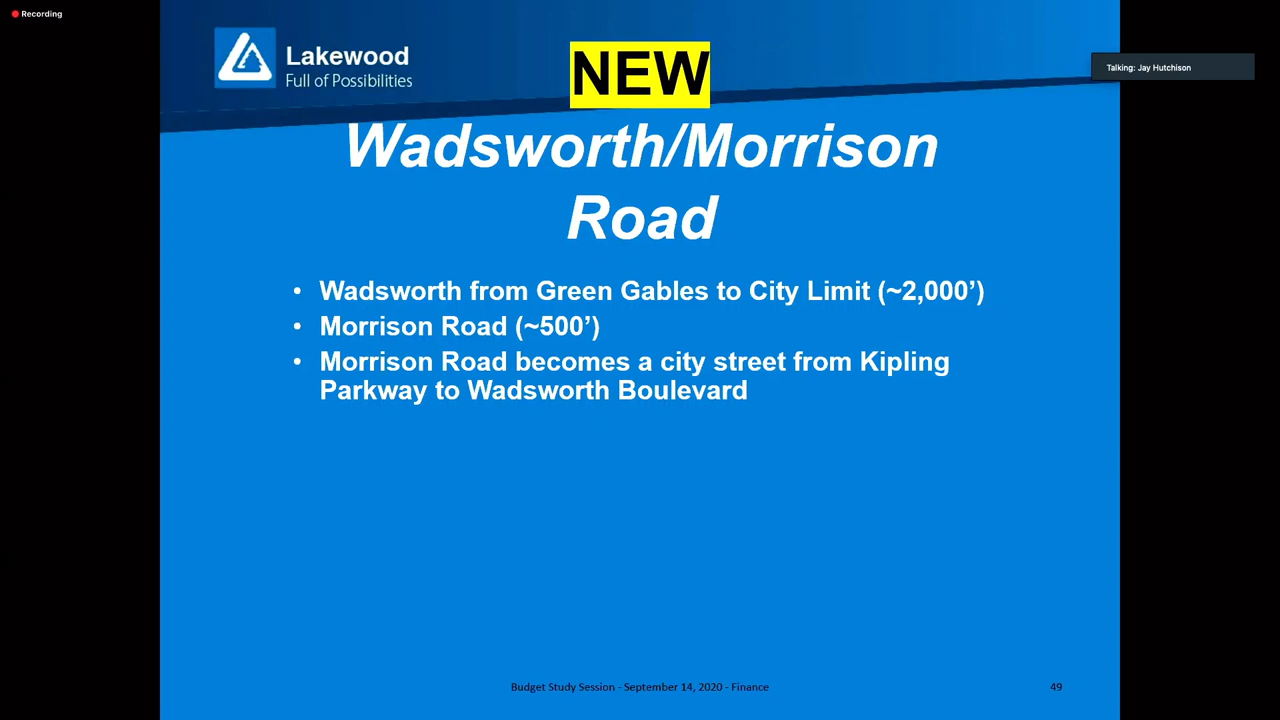 Recording
Lakewood
Full of Possibilities
NEW
Talking: Jay Hutchison
Wadsworth/Morrison
Road
• Wadsworth from Green Gables to City Limit (~2,000’)
• Morrison Road (~500’)
• Morrison Road becomes a city street from Kipling
Parkway to Wadsworth Boulevard
Budget Study Session - September 14, 2020 - Finance
49